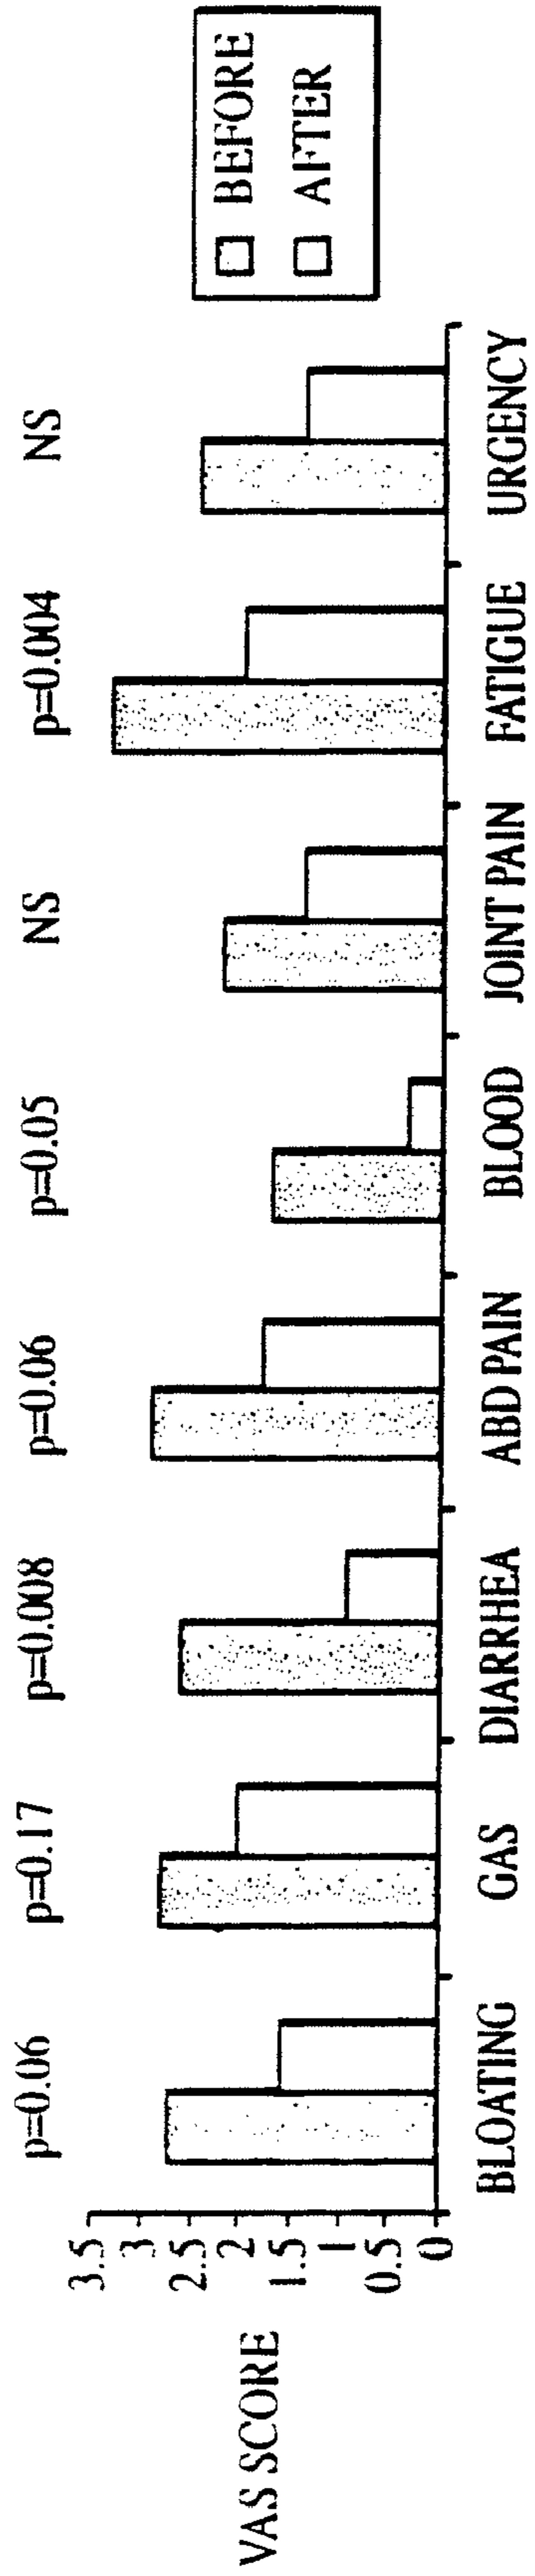 p=0.06 p=0.17 p=0.008 p=0.06 p=0.05 NS p=0.004 NS
VAS SCORE
3.5
3
2.5
2
1.5
1
0.5
0
BLOATING GAS DIARRHEA ABD PAIN BLOOD JOINT PAIN FATIGUE URGENCY
BEFORE
AFTER